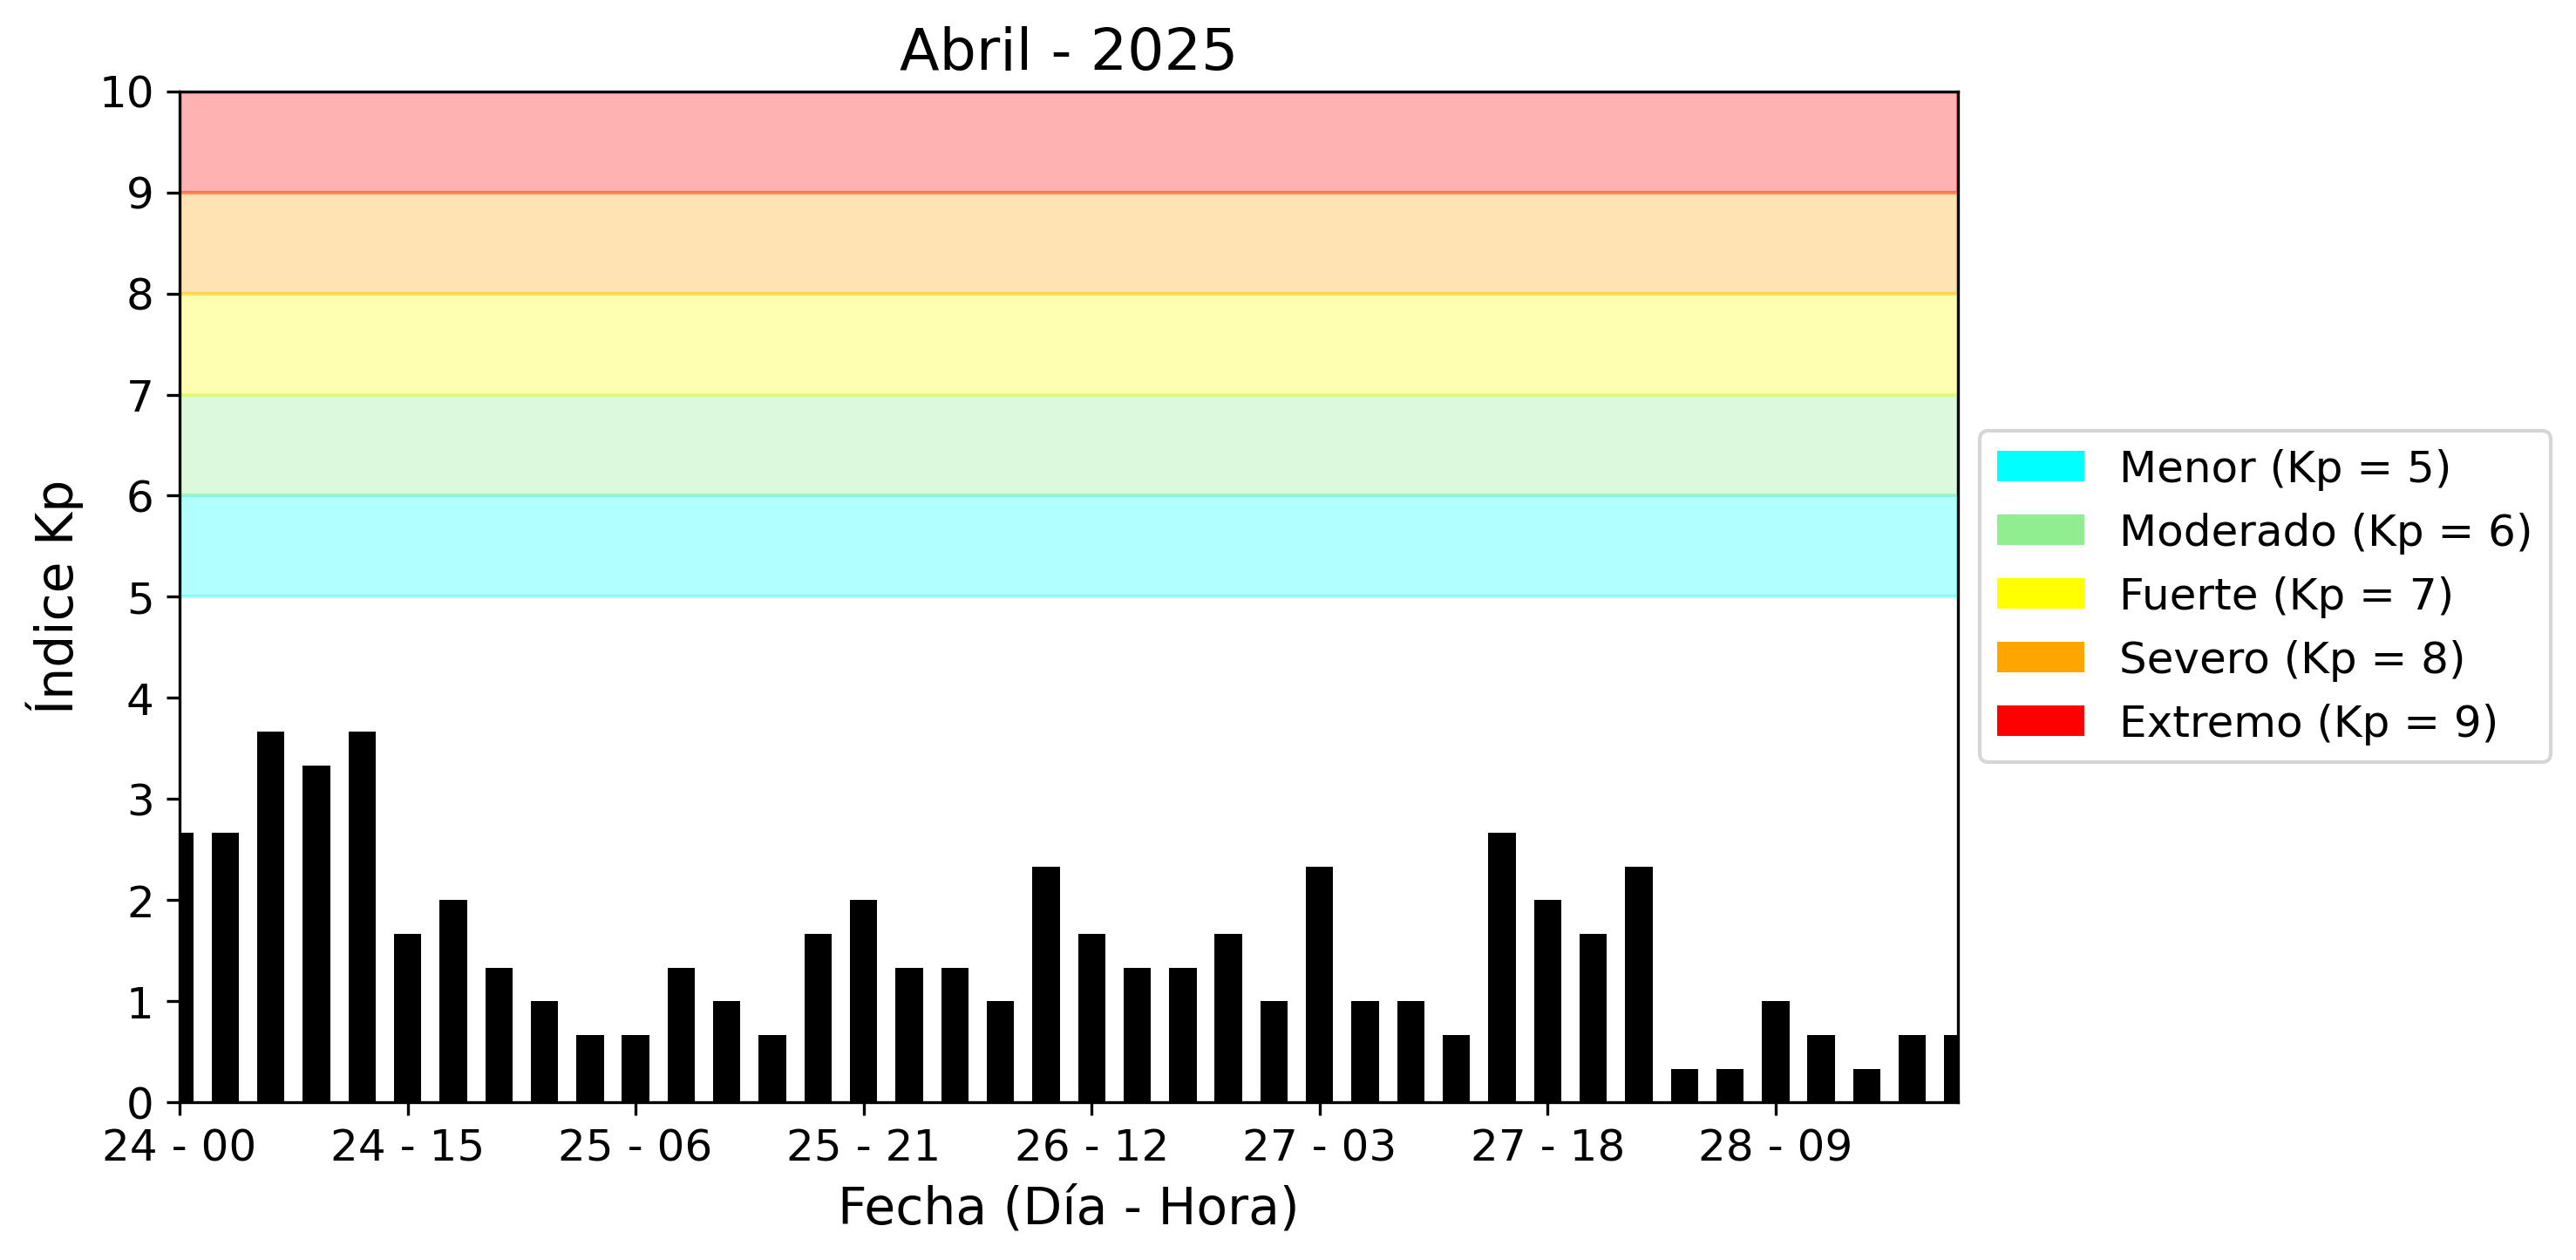 Abril - 2025
10
9
8
7
6
5
4
3
2
1
0
Índice Kp
24 - 00
24 - 15
25 - 06
25 - 21
26 - 12
27 - 03
27 - 18
28 - 09
Fecha (Día - Hora)
Menor (Kp = 5)
Moderado (Kp = 6)
Fuerte (Kp = 7)
Severo (Kp = 8)
Extremo (Kp = 9)